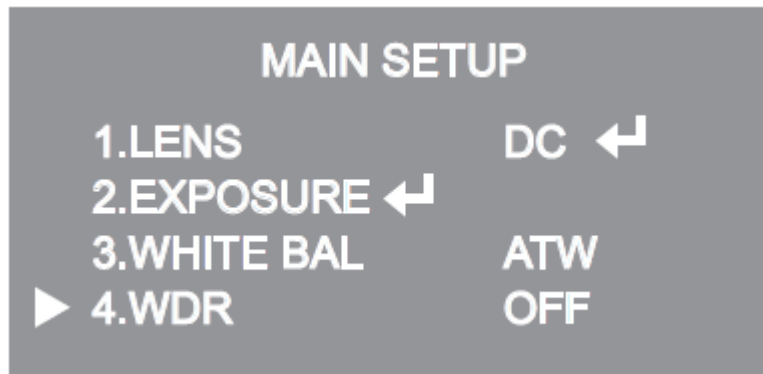 MAIN SETUP
1.LENS DC ↵
2.EXPOSURE ↵
3.WHITE BAL ATW
▶ 4.WDR OFF